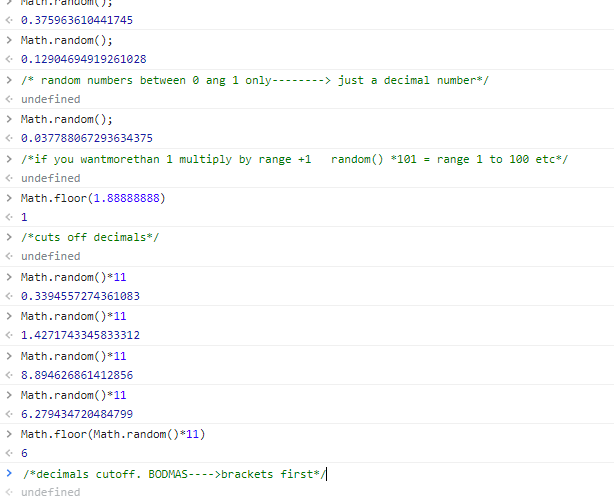 Math.random();
0.375963610441745
Math.random();
0.12904694919261028
/* random numbers between 0 ang 1 only--------> just a decimal number*/
undefined
Math.random();
0.037788067293634375
/*if you wantmorethan 1 multiply by range +1   random() *101 = range 1 to 100 etc*/
undefined
Math.floor(1.88888888)
1
/*cuts off decimals*/
undefined
Math.random()*11
0.3394557274361083
Math.random()*11
1.4271743345833312
Math.random()*11
8.894626861412856
Math.random()*11
6.279434720484799
Math.floor(Math.random()*11)
6
/*decimals cutoff. BODMAS---->brackets first*/
undefined